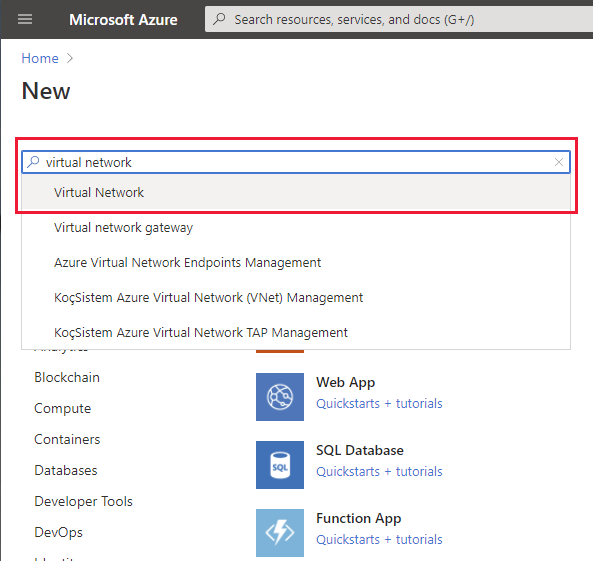 Microsoft Azure
Search resources, services, and docs (G+/)
Home
New
virtual network
Virtual Network
Virtual network gateway
Azure Virtual Network Endpoints Management
KoçSistem Azure Virtual Network (VNet) Management
KoçSistem Azure Virtual Network TAP Management
Analytics
Blockchain
Compute
Containers
Databases
Developer Tools
DevOps
Web App
Quickstarts + tutorials
SQL
SQL Database
Quickstarts + tutorials
Function App
Quickstarts + tutorials